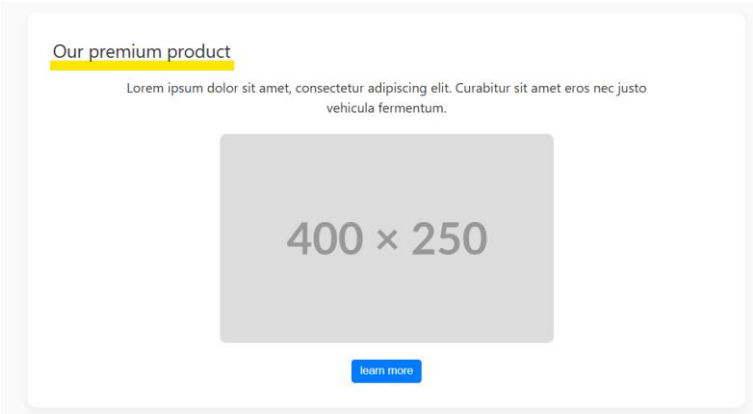 Our premium product
Lorem ipsum dolor sit amet, consectetur adipiscing elit. Curabitur sit amet eros nec justo
vehicula fermentum.
400 × 250
learn more